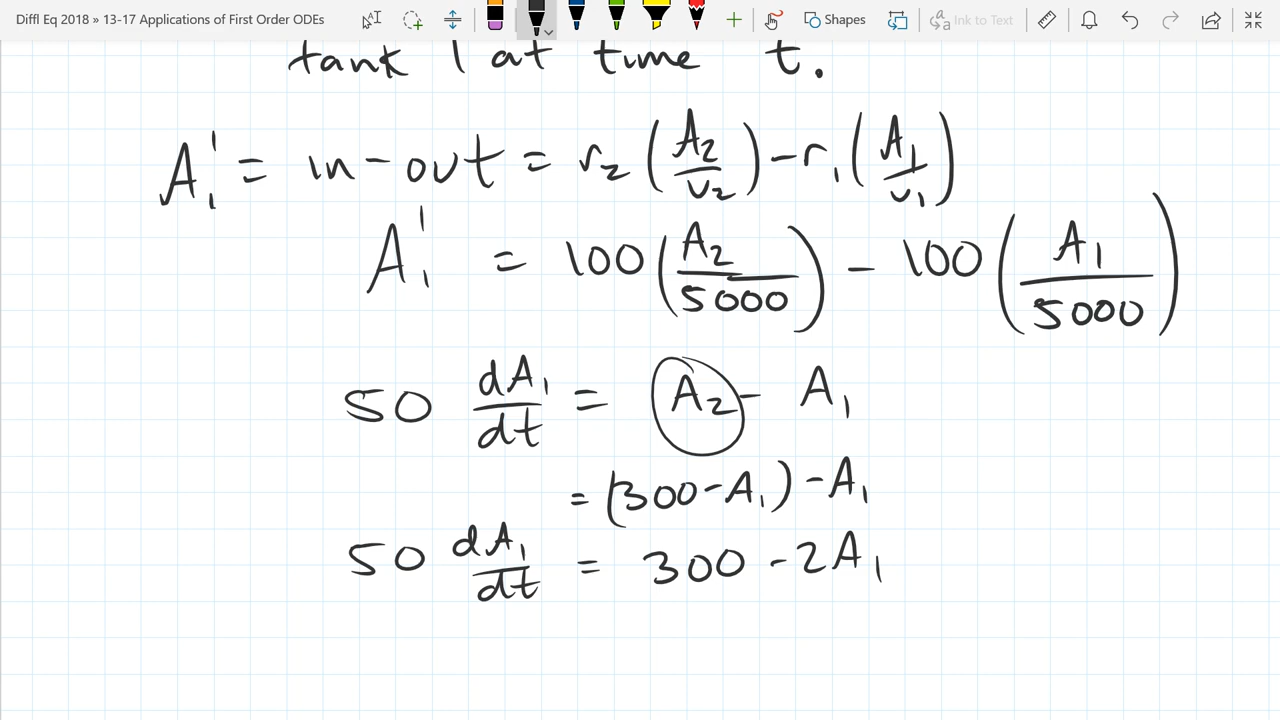 Diffl Eq 2018 » 13-17 Applications of First Order ODEs Shapes Ink to Text
tank 1 at time t.
A₁' = in - out = r₂ (A₂/v₂) - r₁ (A₁/v₁)
A₁' = 100 (A₂/5000) - 100 (A₁/5000)
50 dA₁/dt = A₂ - A₁
= (300 - A₁) - A₁
50 dA₁/dt = 300 - 2A₁